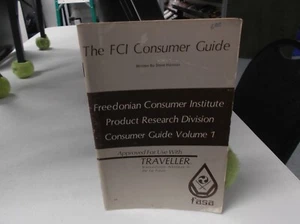 The FCI Consumer Guide
Freedonian Consumer Institute
Product Research Division
Consumer Guide Volume 1
Approved For Use With
TRAVELLER
fasa